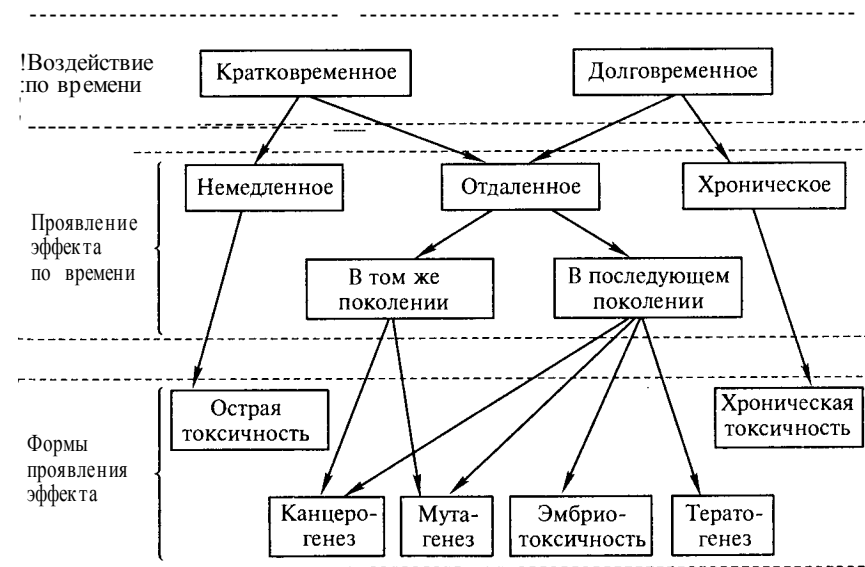 !Воздействие
:по времени
Кратковременное
Долговременное
Проявление
эффекта
по времени
Немедленное
Отдаленное
Хроническое
В том же
поколении
В последующем
поколении
Формы
проявления
эффекта
Острая
токсичность
Хроническая
токсичность
Канцеро-
генез
Мута-
генез
Эмбрио-
токсичность
Терато-
генез